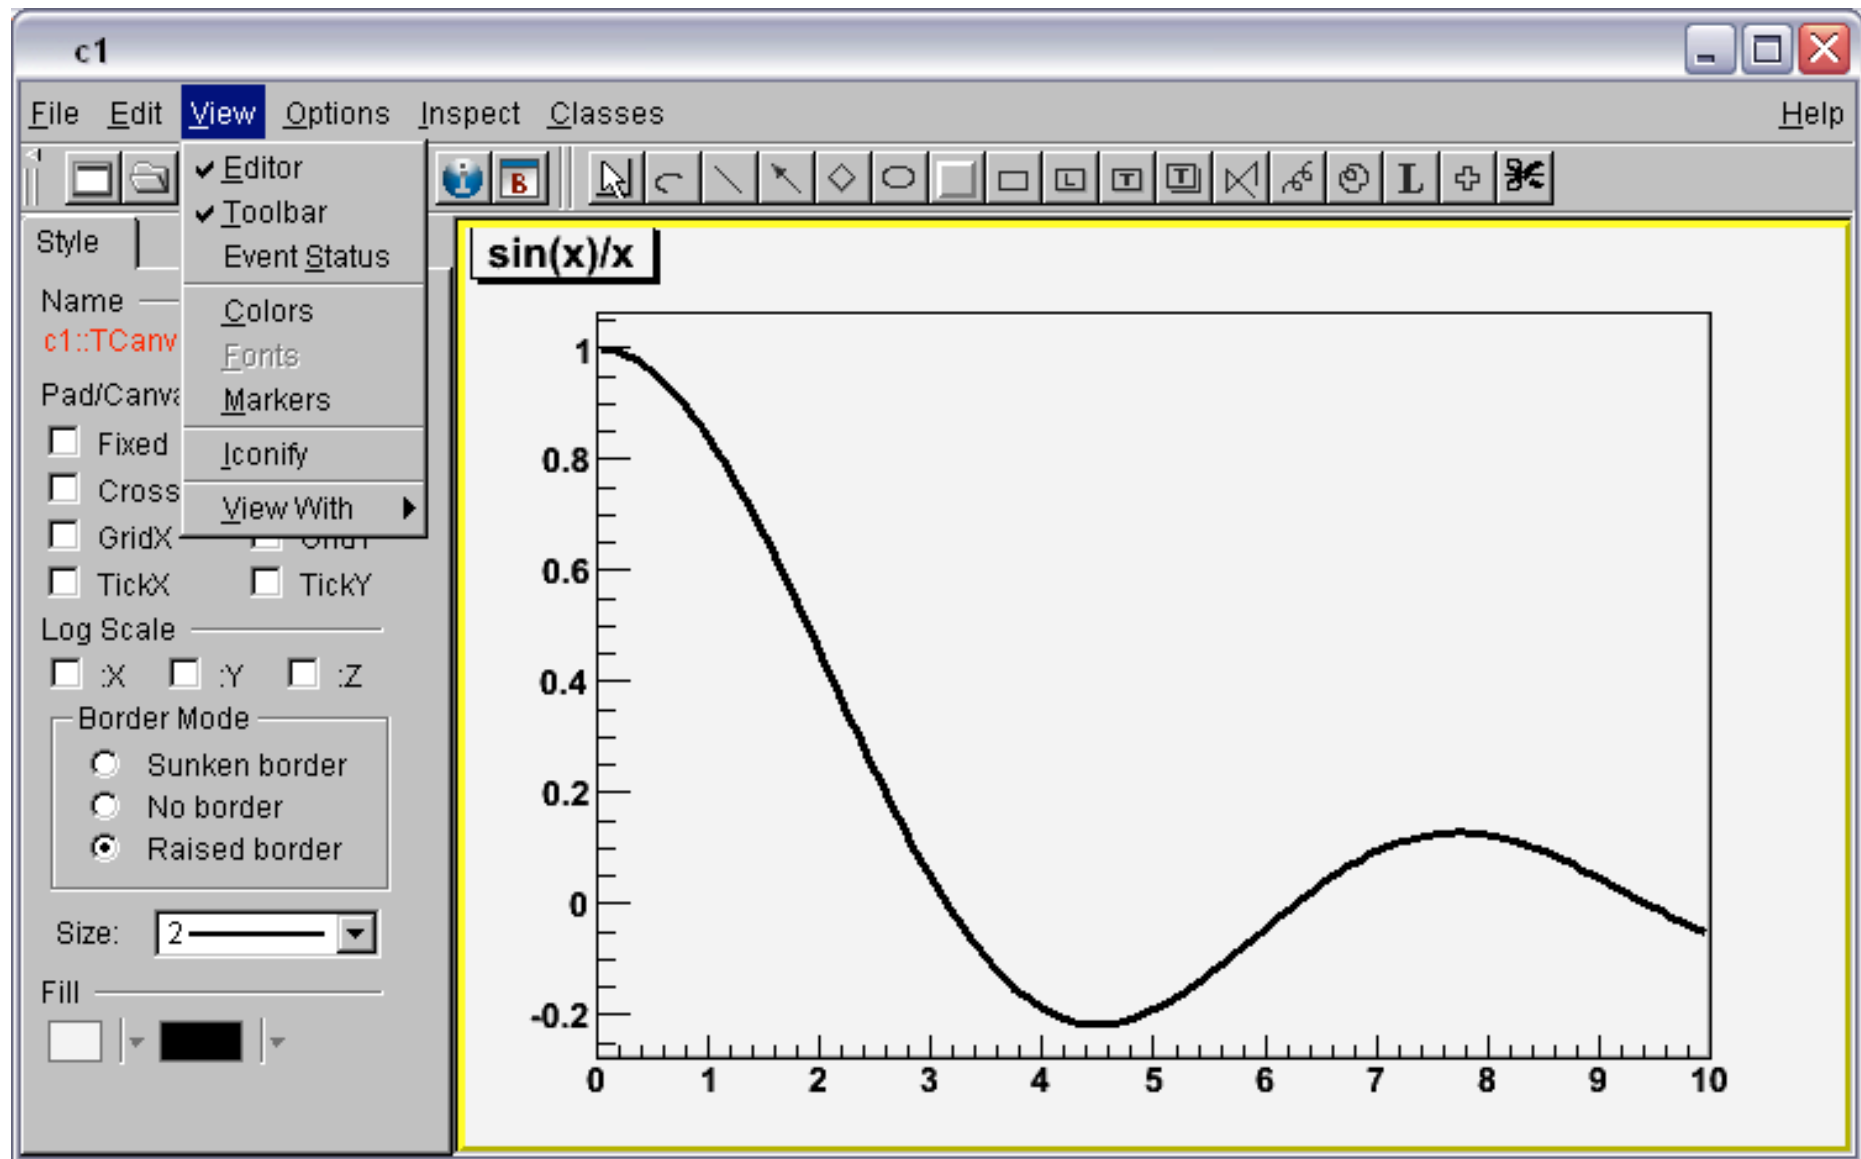 c1
File Edit View Options Inspect Classes Help
Editor
Toolbar
Event Status
Colors
Fonts
Markers
Iconify
View With
B L T T L
Style
Name
c1::TCanv
Pad/Canva
Fixed
Cross
GridX
TickX TickY
Log Scale
:X :Y :Z
Border Mode
Sunken border
No border
Raised border
Size: 2
Fill
sin(x)/x
1
0.8
0.6
0.4
0.2
0
-0.2
0 1 2 3 4 5 6 7 8 9 10